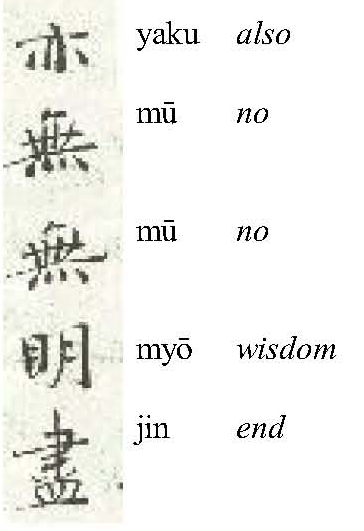 亦 yaku also
無 mū no
無 mū no
明 myō wisdom
盡 jin end